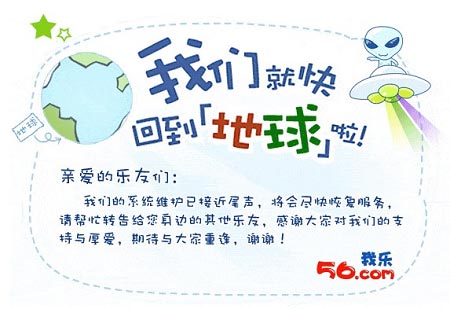 我们就快
回到「地球」啦!
地球
亲爱的乐友们:
我们的系统维护已接近尾声,将会尽快恢复服务,
请帮忙转告给您身边的其他乐友,感谢大家对我们的支
持与厚爱,期待与大家重逢,谢谢!
我乐
56.com